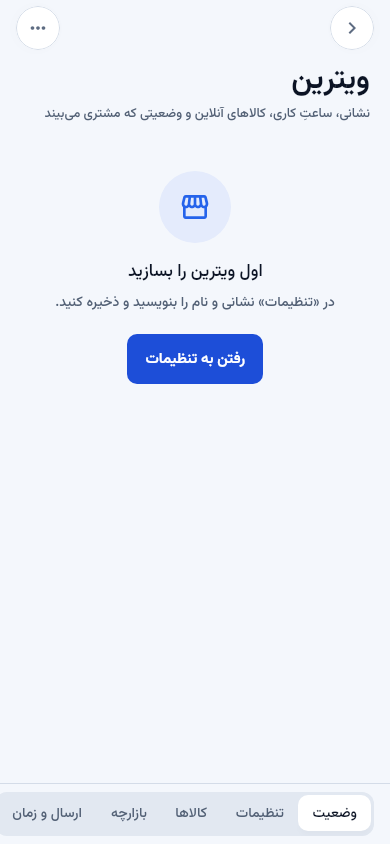 ویترین
نشانی، ساعتِ کاری، کالاهای آنلاین و وضعیتی که مشتری می‌بیند
اول ویترین را بسازید
در «تنظیمات» نشانی و نام را بنویسید و ذخیره کنید.
رفتن به تنظیمات
وضعیت
تنظیمات
کالاها
بازارچه
ارسال و زمان